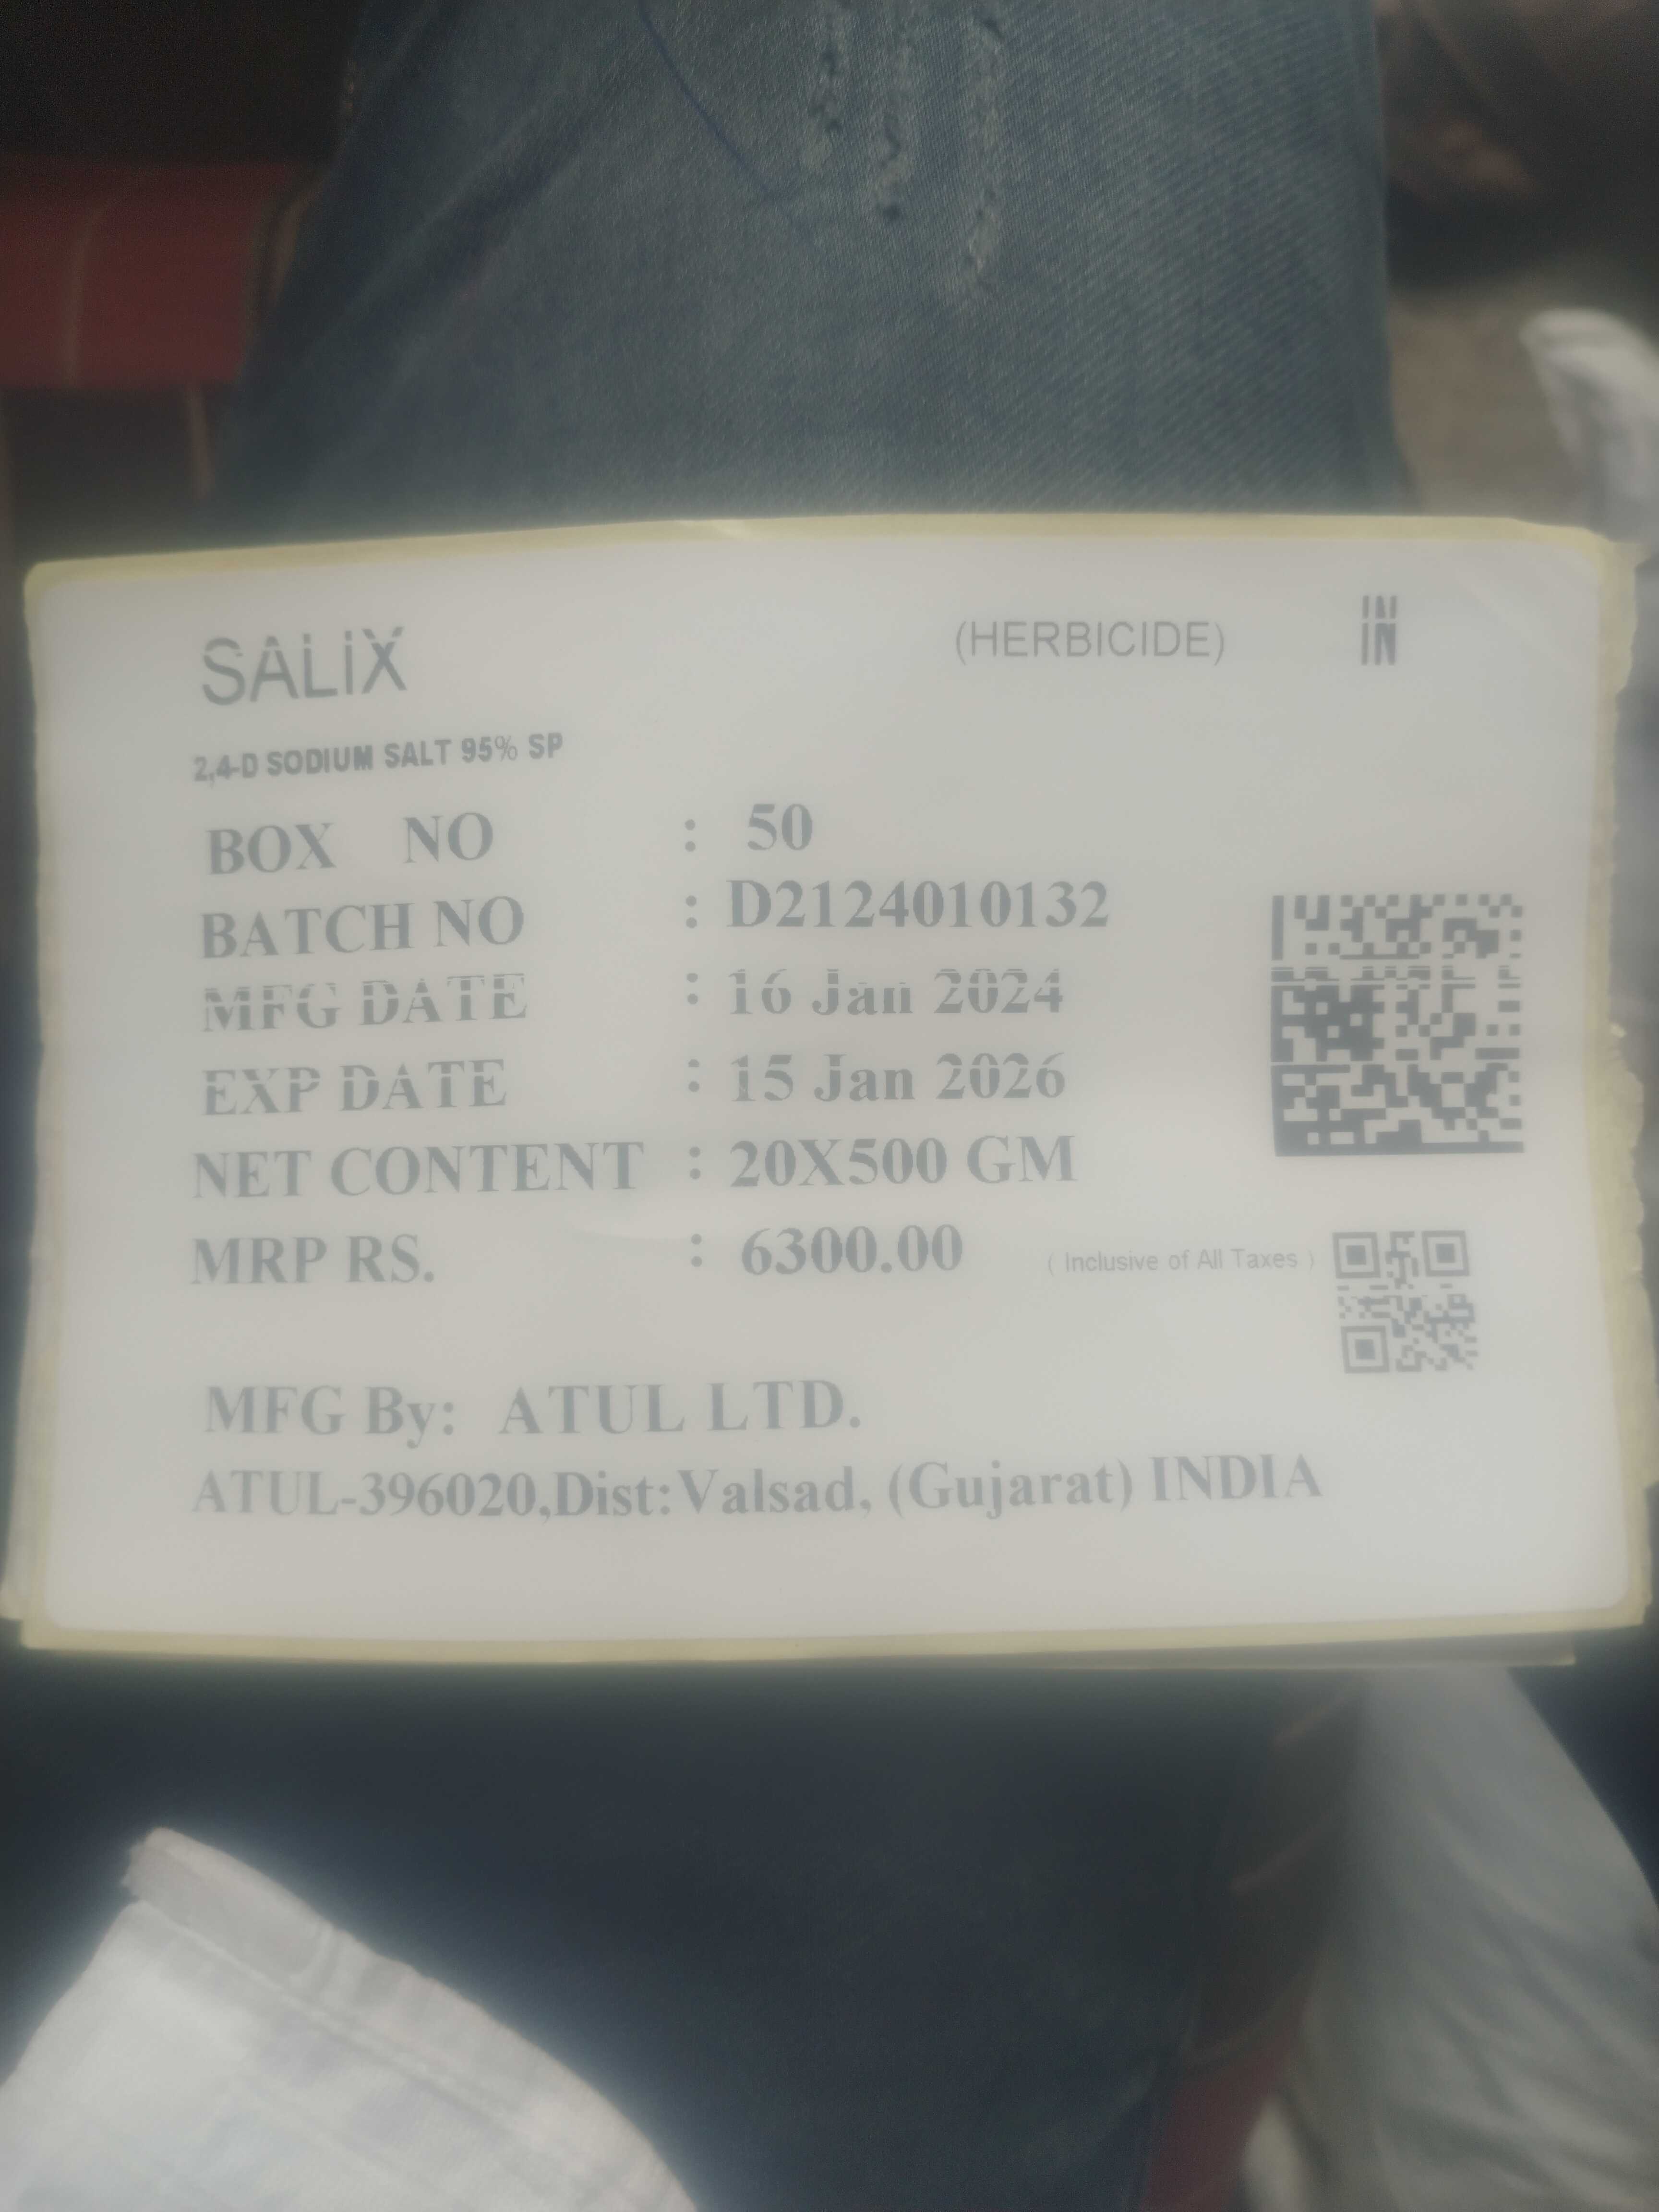 SALIX (HERBICIDE) IN
2,4-D SODIUM SALT 95% SP
BOX NO : 50
BATCH NO : D2124010132
MFG DATE : 16 Jan 2024
EXP DATE : 15 Jan 2026
NET CONTENT : 20X500 GM
MRP RS. : 6300.00 ( Inclusive of All Taxes )
MFG By: ATUL LTD.
ATUL-396020,Dist:Valsad, (Gujarat) INDIA